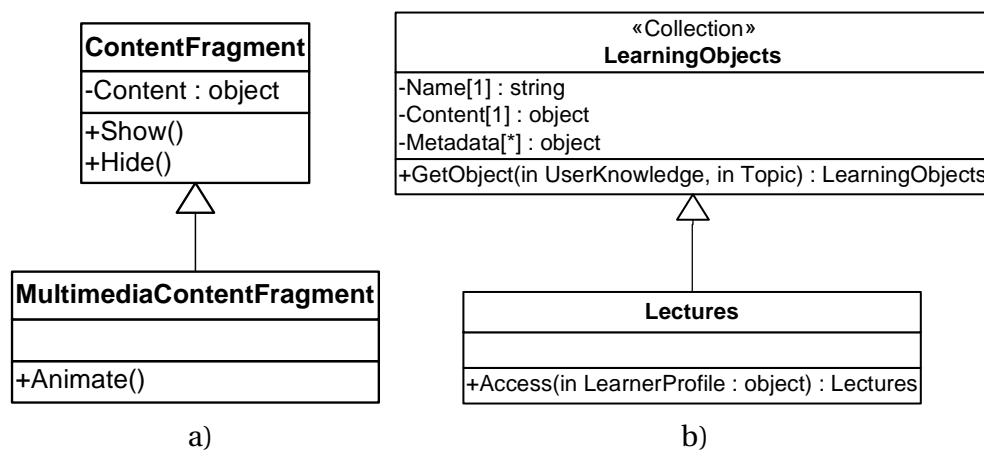 ContentFragment
-Content : object
+Show()
+Hide()
MultimediaContentFragment
+Animate()
a)
«Collection»
LearningObjects
-Name[1] : string
-Content[1] : object
-Metadata[*] : object
+GetObject(in UserKnowledge, in Topic) : LearningObjects
Lectures
+Access(in LearnerProfile : object) : Lectures
b)